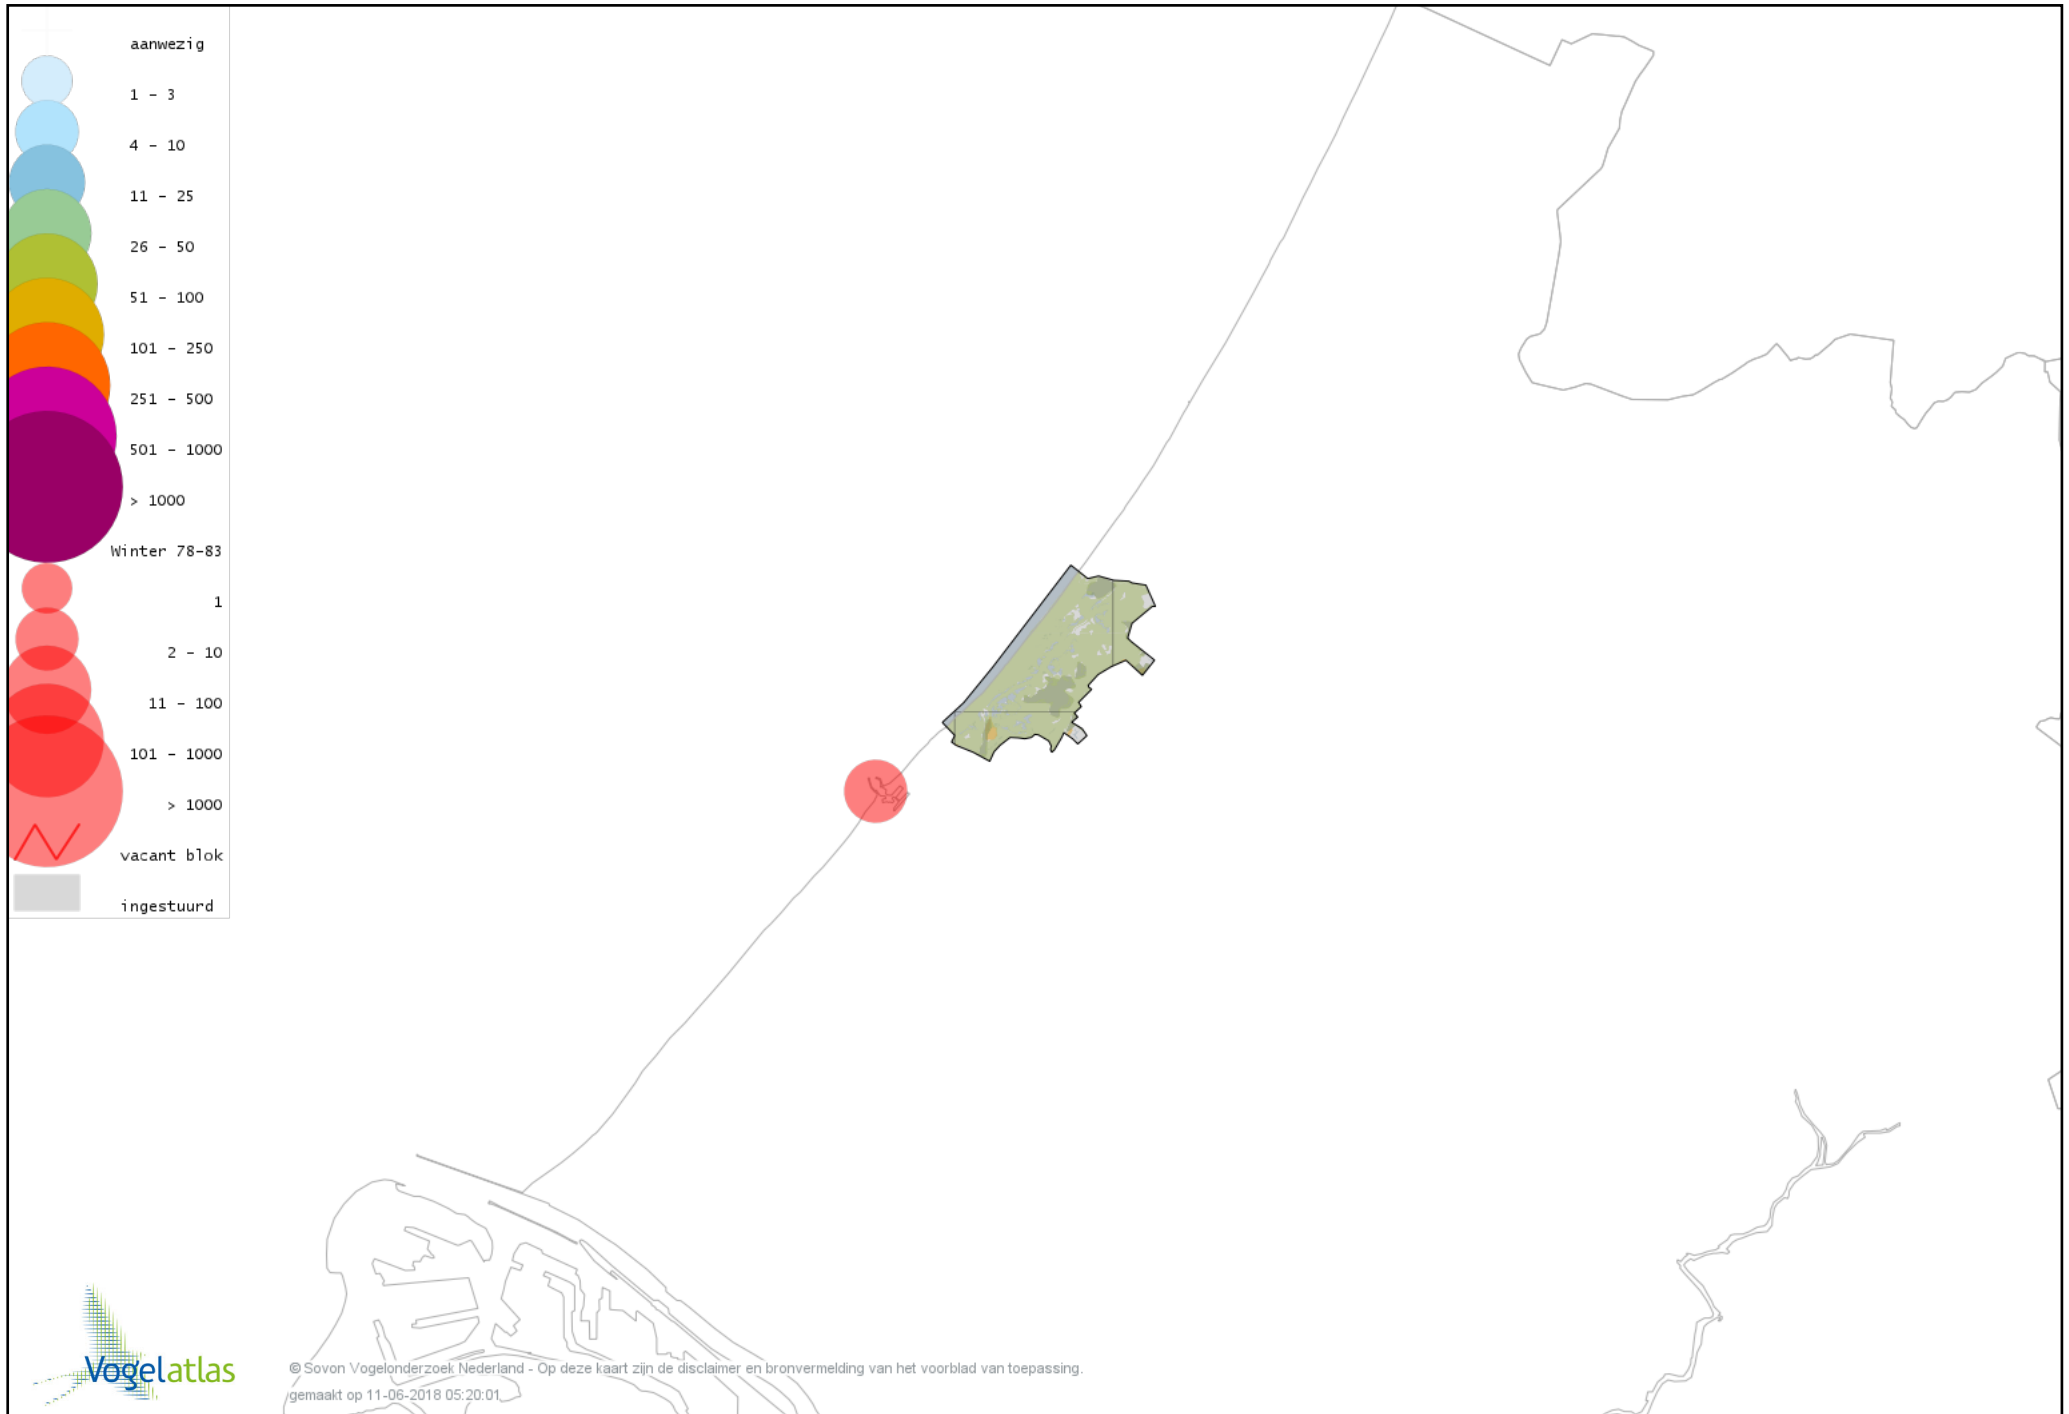 aanwezig
1 - 3
4 - 10
11 - 25
26 - 50
51 - 100
101 - 250
251 - 500
501 - 1000
> 1000
Winter 78-83
1
2 - 10
11 - 100
101 - 1000
> 1000
vacant blok
ingestuurd
Vogelatlas
© Sovon Vogelonderzoek Nederland - Op deze kaart zijn de disclaimer en bronvermelding van het voorblad van toepassing.
gemaakt op 11-06-2018 05:20:01